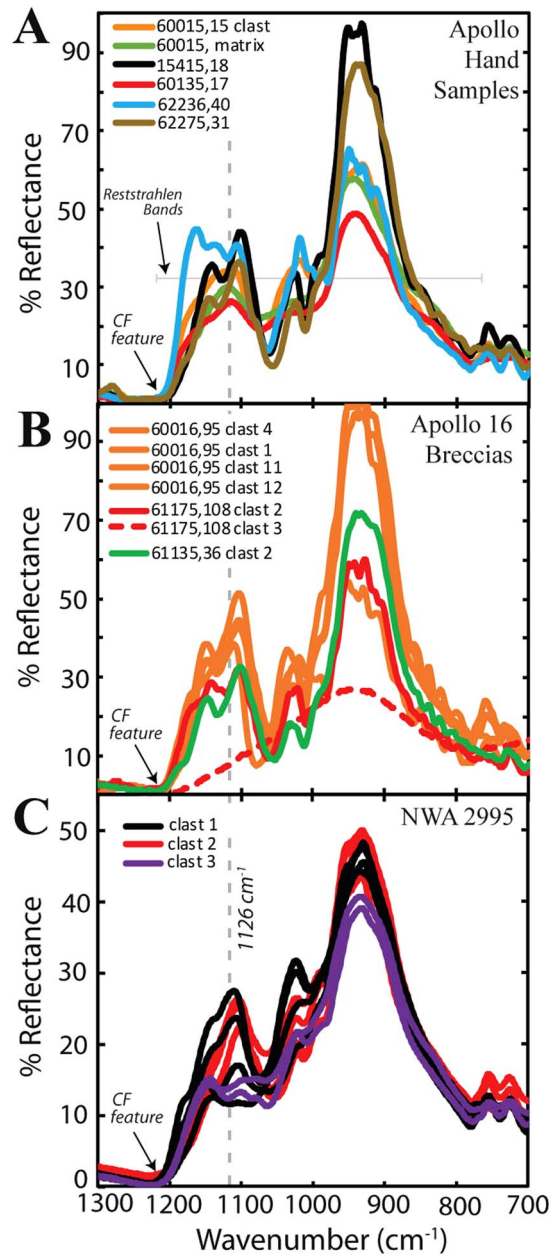 A
Apollo
Hand
Samples
60015,15 clast
60015, matrix
15415,18
60135,17
62236,40
62275,31
90
70
50
30
10
% Reflectance
Reststrahlen
Bands
CF
feature
B
Apollo 16
Breccias
60016,95 clast 4
60016,95 clast 1
60016,95 clast 11
60016,95 clast 12
61175,108 clast 2
61175,108 clast 3
61135,36 clast 2
90
70
50
30
10
% Reflectance
CF
feature
C
NWA 2995
clast 1
clast 2
clast 3
1126 cm-1
50
40
30
20
10
0
% Reflectance
CF
feature
1300 1200 1100 1000 900 800 700
Wavenumber (cm-1)